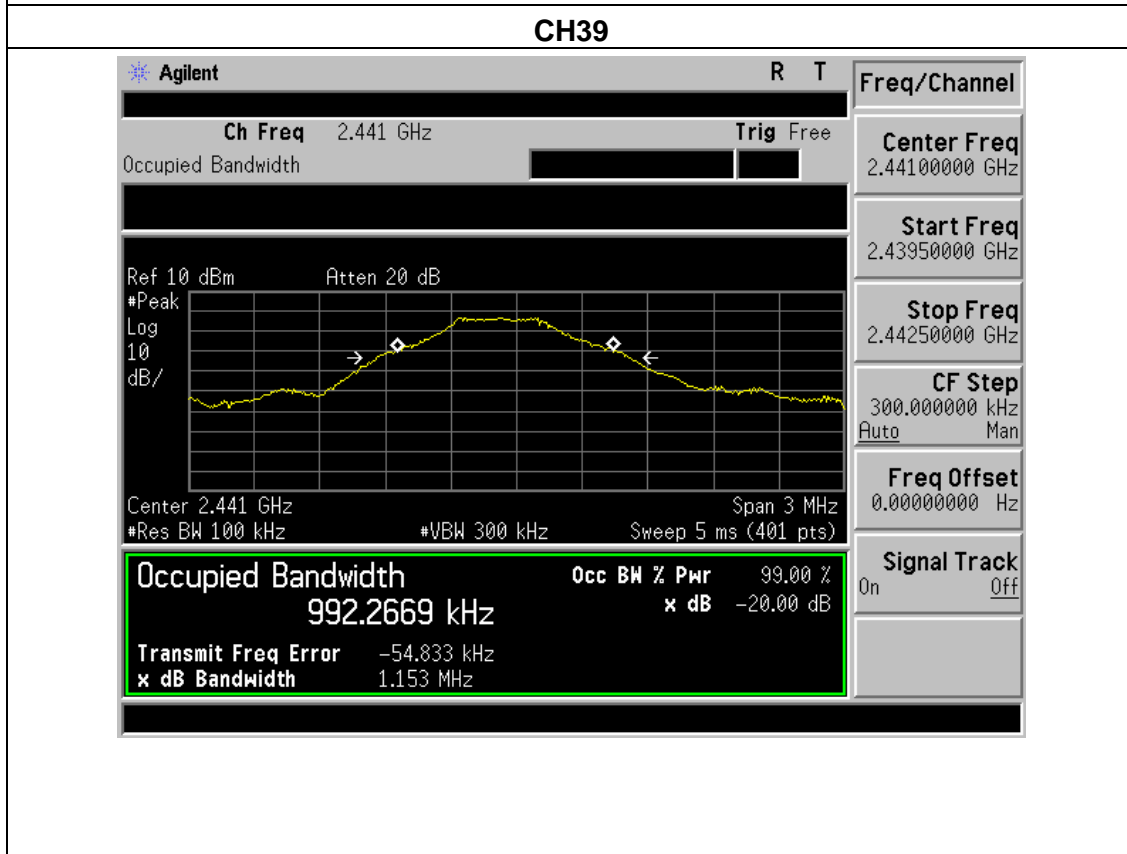 CH39
Agilent R T
Ch Freq 2.441 GHz Trig Free
Occupied Bandwidth
Ref 10 dBm Atten 20 dB
#Peak
Log
10
dB/
Center 2.441 GHz Span 3 MHz
#Res BW 100 kHz #VBW 300 kHz Sweep 5 ms (401 pts)
Occupied Bandwidth Occ BW % Pwr 99.00 %
992.2669 kHz x dB -20.00 dB
Transmit Freq Error -54.833 kHz
x dB Bandwidth 1.153 MHz
Freq/Channel
Center Freq
2.44100000 GHz
Start Freq
2.43950000 GHz
Stop Freq
2.44250000 GHz
CF Step
300.000000 kHz
Auto Man
Freq Offset
0.00000000 Hz
Signal Track
On Off